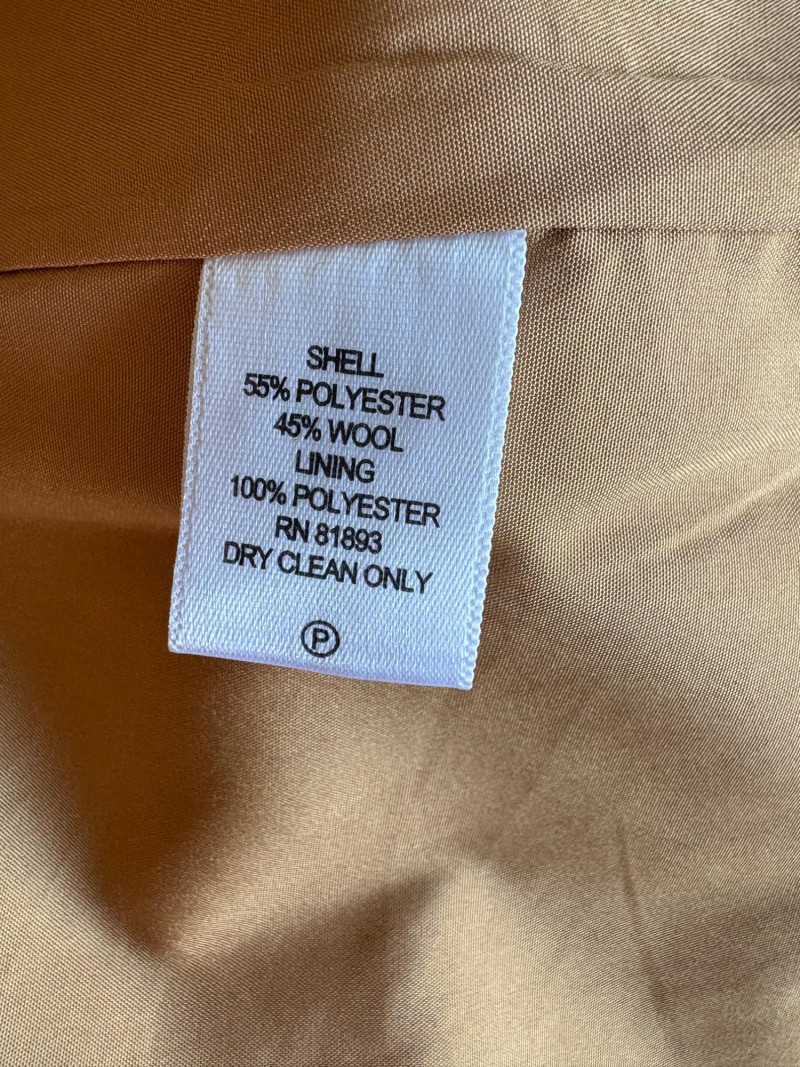 SHELL
55% POLYESTER
45% WOOL
LINING
100% POLYESTER
RN 81893
DRY CLEAN ONLY
P